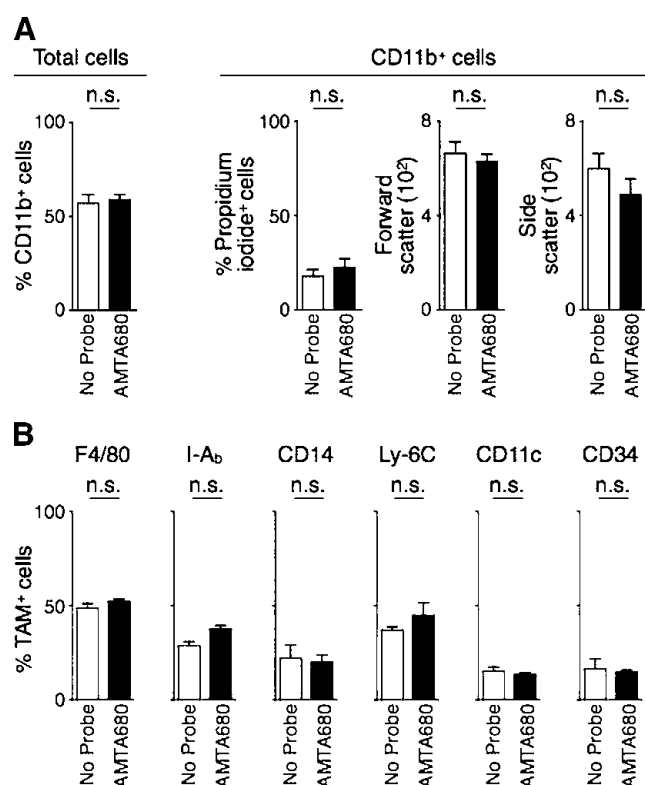 A
Total cells
CD11b⁺ cells
n.s.
n.s.
n.s.
n.s.
% CD11b⁺ cells
100
50
0
No Probe
AMTA680
% Propidium
iodide⁺ cells
100
50
0
No Probe
AMTA680
Forward
scatter (10²)
8
4
0
No Probe
AMTA680
Side
scatter (10²)
8
4
0
No Probe
AMTA680
B
F4/80
I-Ab
CD14
Ly-6C
CD11c
CD34
n.s.
n.s.
n.s.
n.s.
n.s.
n.s.
% TAM⁺ cells
100
50
0
No Probe
AMTA680
No Probe
AMTA680
No Probe
AMTA680
No Probe
AMTA680
No Probe
AMTA680
No Probe
AMTA680